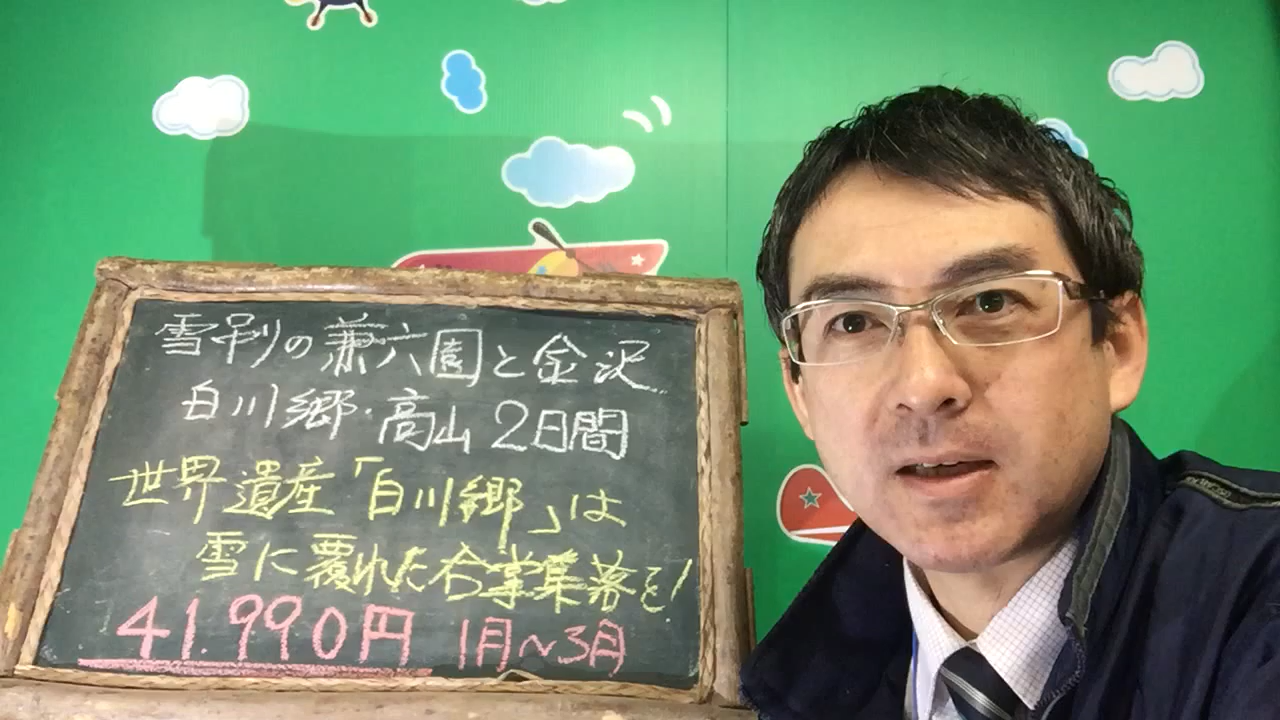 雪吊りの兼六園と金沢
白川郷・高山 2日間
世界遺産「白川郷」は
雪に覆れた合掌集落を!
41.990円 1月～3月